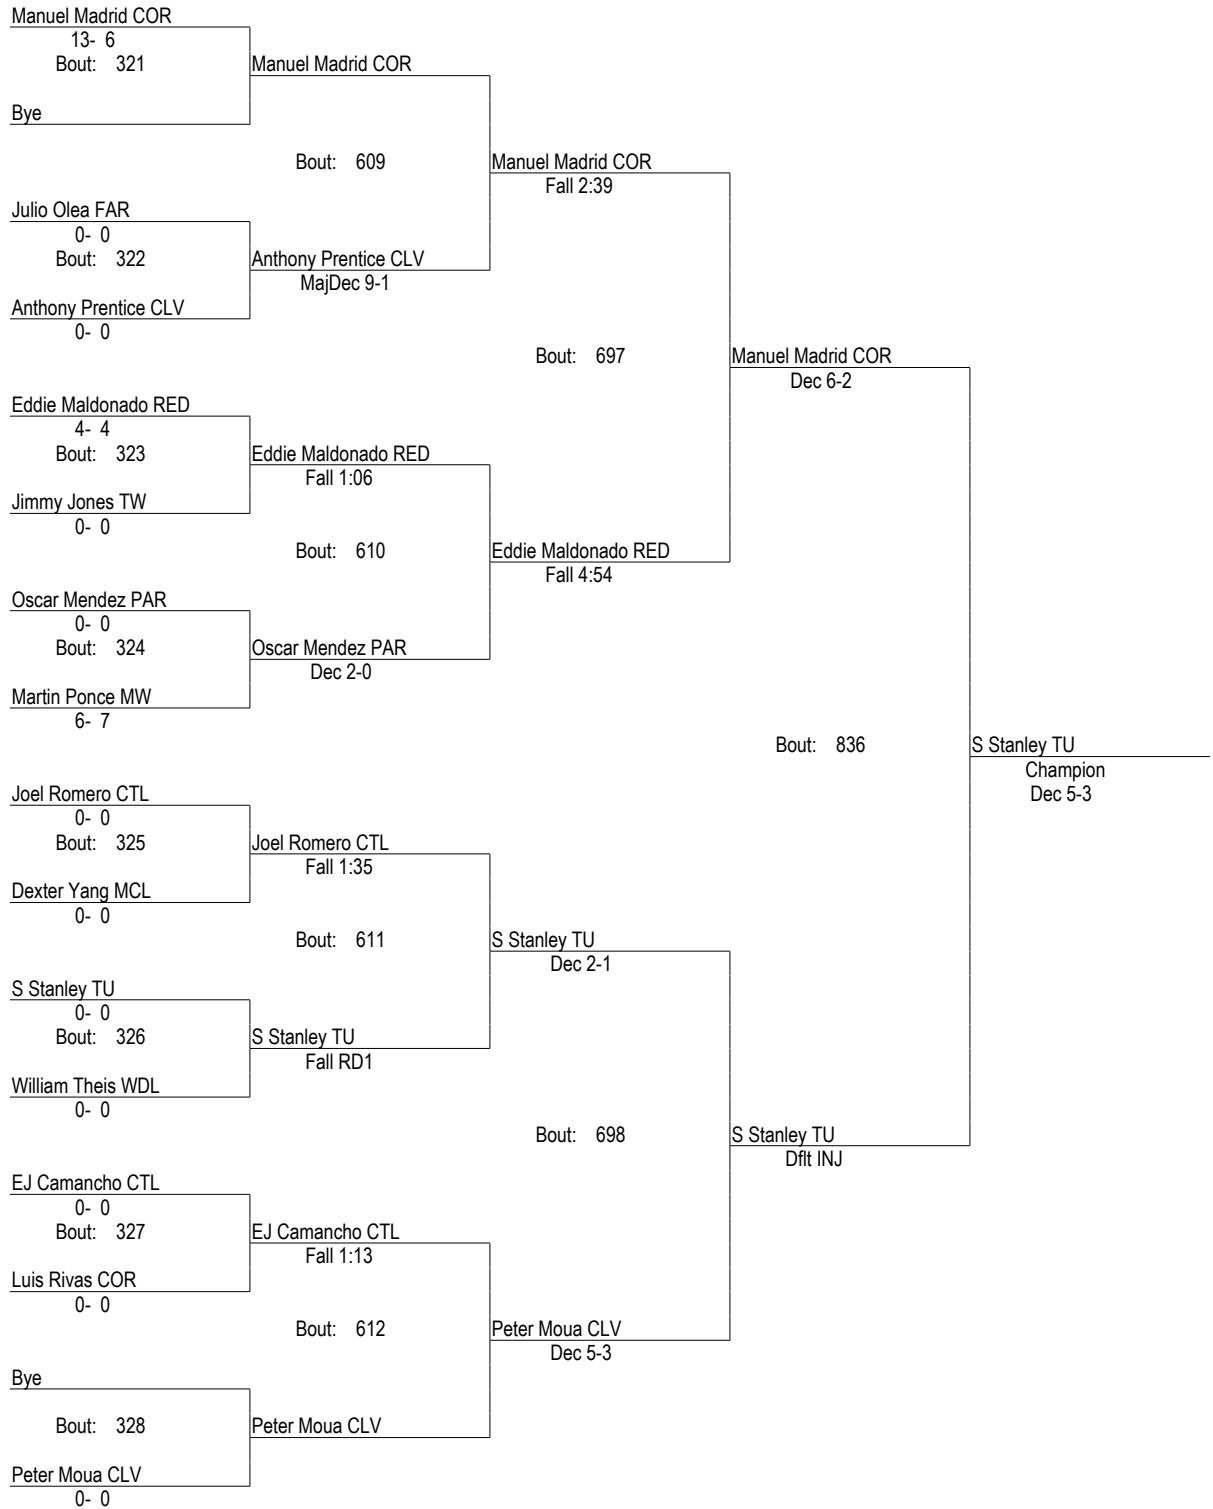 Manuel Madrid COR
13- 6
Bout: 321
Manuel Madrid COR
Bye
Bout: 609
Manuel Madrid COR
Fall 2:39
Julio Olea FAR
0- 0
Bout: 322
Anthony Prentice CLV
MajDec 9-1
Anthony Prentice CLV
0- 0
Bout: 697
Manuel Madrid COR
Dec 6-2
Eddie Maldonado RED
4- 4
Bout: 323
Eddie Maldonado RED
Fall 1:06
Jimmy Jones TW
0- 0
Bout: 610
Eddie Maldonado RED
Fall 4:54
Oscar Mendez PAR
0- 0
Bout: 324
Oscar Mendez PAR
Dec 2-0
Martin Ponce MW
6- 7
Bout: 836
S Stanley TU
Champion
Dec 5-3
Joel Romero CTL
0- 0
Bout: 325
Joel Romero CTL
Fall 1:35
Dexter Yang MCL
0- 0
Bout: 611
S Stanley TU
Dec 2-1
S Stanley TU
0- 0
Bout: 326
S Stanley TU
Fall RD1
William Theis WDL
0- 0
Bout: 698
S Stanley TU
Dflt INJ
EJ Camancho CTL
0- 0
Bout: 327
EJ Camancho CTL
Fall 1:13
Luis Rivas COR
0- 0
Bout: 612
Peter Moua CLV
Dec 5-3
Bye
Bout: 328
Peter Moua CLV
Peter Moua CLV
0- 0